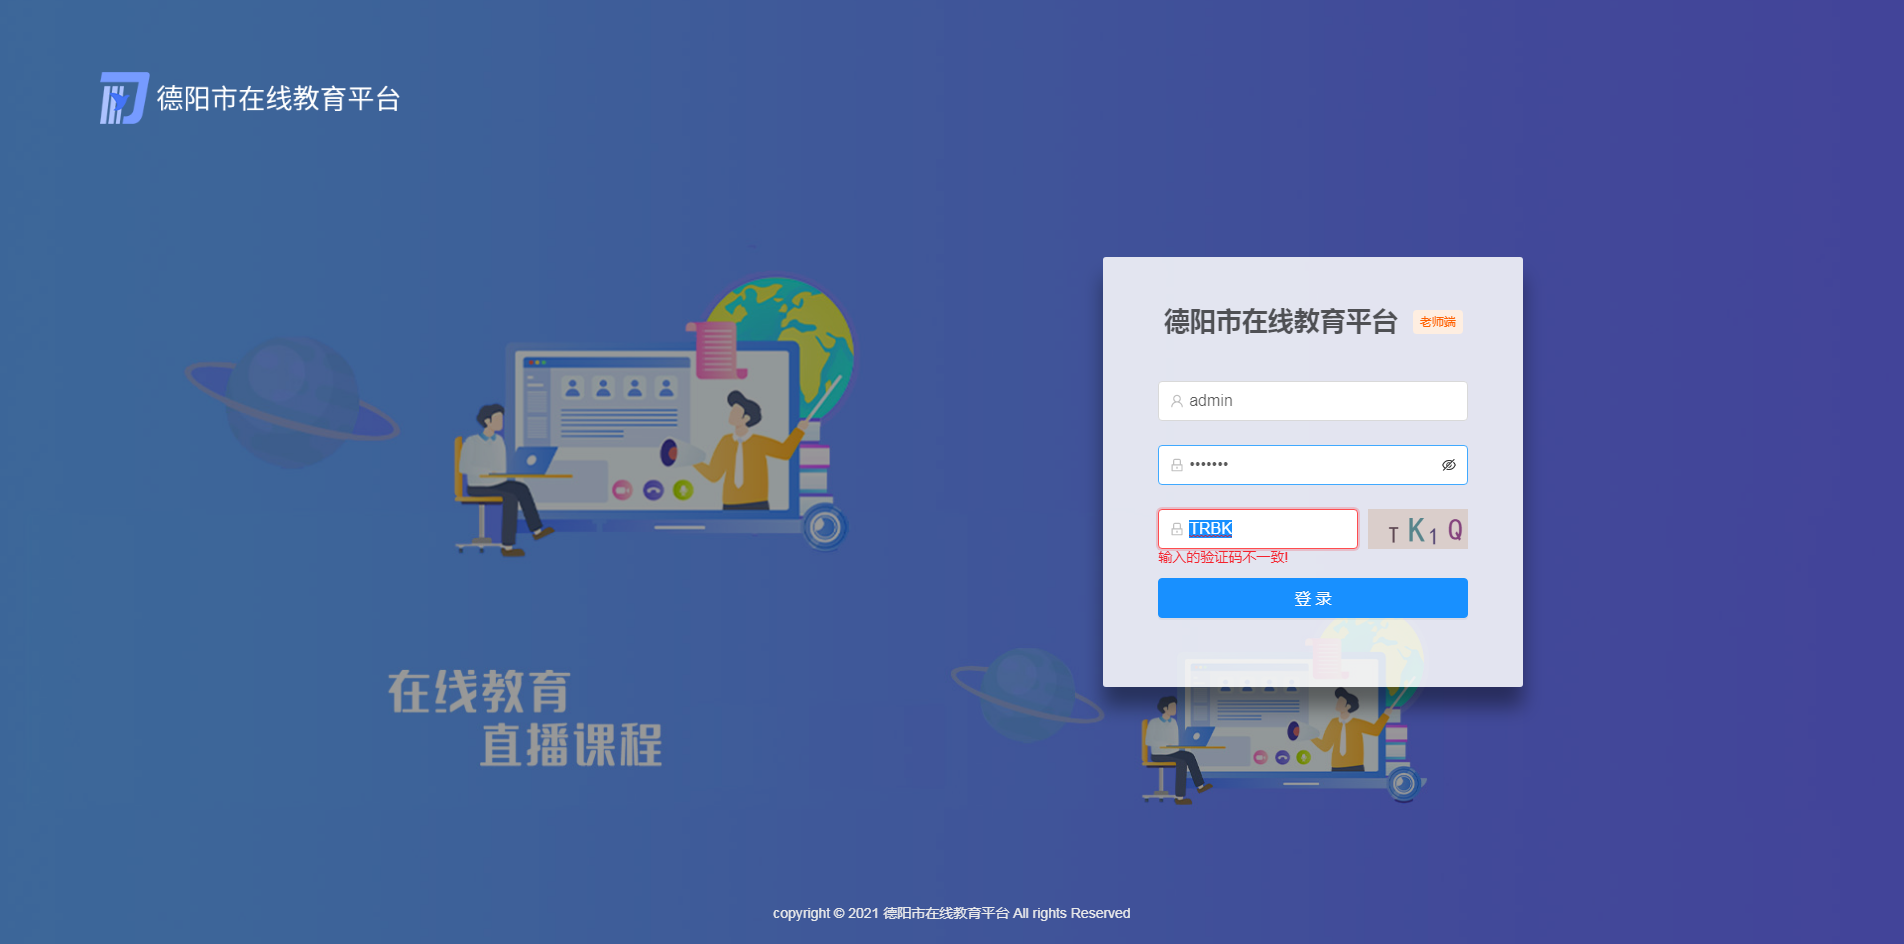 德阳市在线教育平台
德阳市在线教育平台 老师端
admin
•••••••
TRBK
T K 1 Q
输入的验证码不一致!
登 录
在线教育
直播课程
copyright © 2021 德阳市在线教育平台 All rights Reserved